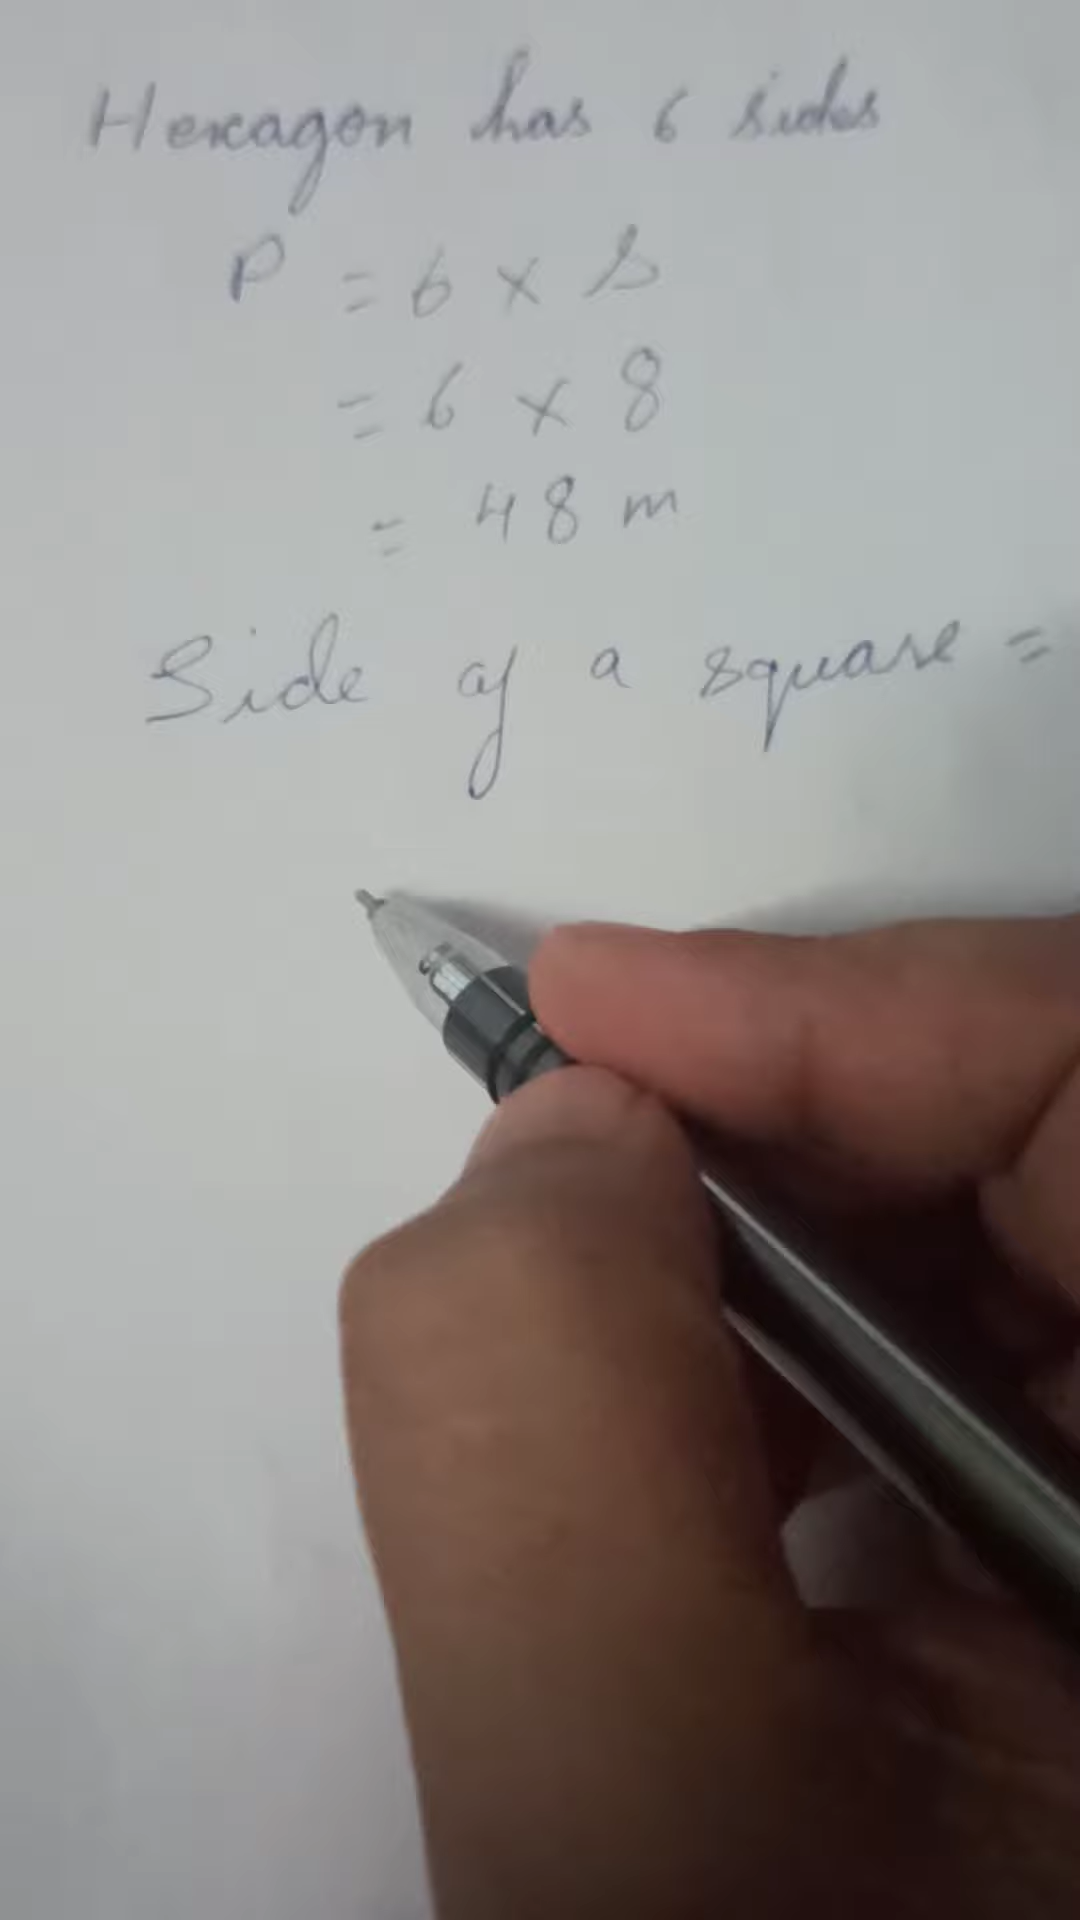 Hexagon has 6 sides
P = 6 x s
= 6 x 8
= 48 m
Side of a square =